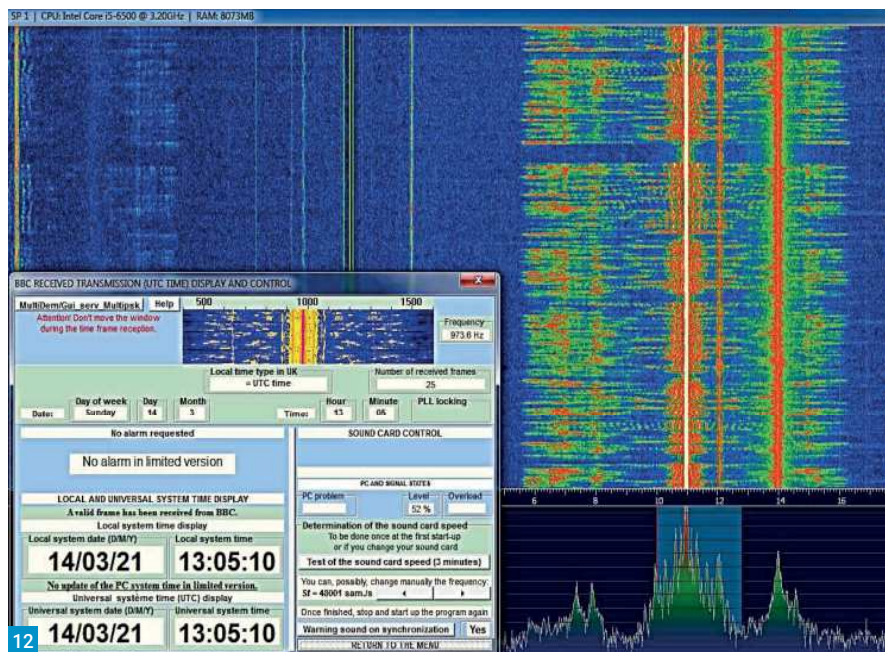 SP 1 | CPU: Intel Core i5-6500 @ 3.20GHz | RAM: 8073MB
BBC RECEIVED TRANSMISSION (UTC TIME) DISPLAY AND CONTROL
X
MultiDem/Gui_serv_Multipsk
Help
500 1000 1500
Attention! Don't move the window
during the time frame reception.
Frequency
973.6 Hz
Local time type in UK
= UTC time
Number of received frames
25
Day of week Day Month Hour Minute PLL locking
Date: Sunday 14 3 Time: 13 05
No alarm requested
No alarm in limited version
SOUND CARD CONTROL
PC AND SIGNAL STATES
PC problem Level Overload
52 %
LOCAL AND UNIVERSAL SYSTEM TIME DISPLAY
A valid frame has been received from BBC.
Local system time display
Local system date (D/M/Y) Local system time
14/03/21 13:05:10
No update of the PC system time in limited version.
Universal système time (UTC) display
Universal system date (D/M/Y) Universal system time
14/03/21 13:05:10
Determination of the sound card speed
To be done once at the first start-up
or if you change your sound card
Test of the sound card speed (3 minutes)
You can, possibly, change manually the frequency:
Sf = 48001 sam./s
Once finished, stop and start up the program again
Warning sound on synchronization Yes
RETURN TO THE MENU
6 8 10 12 14 16
12